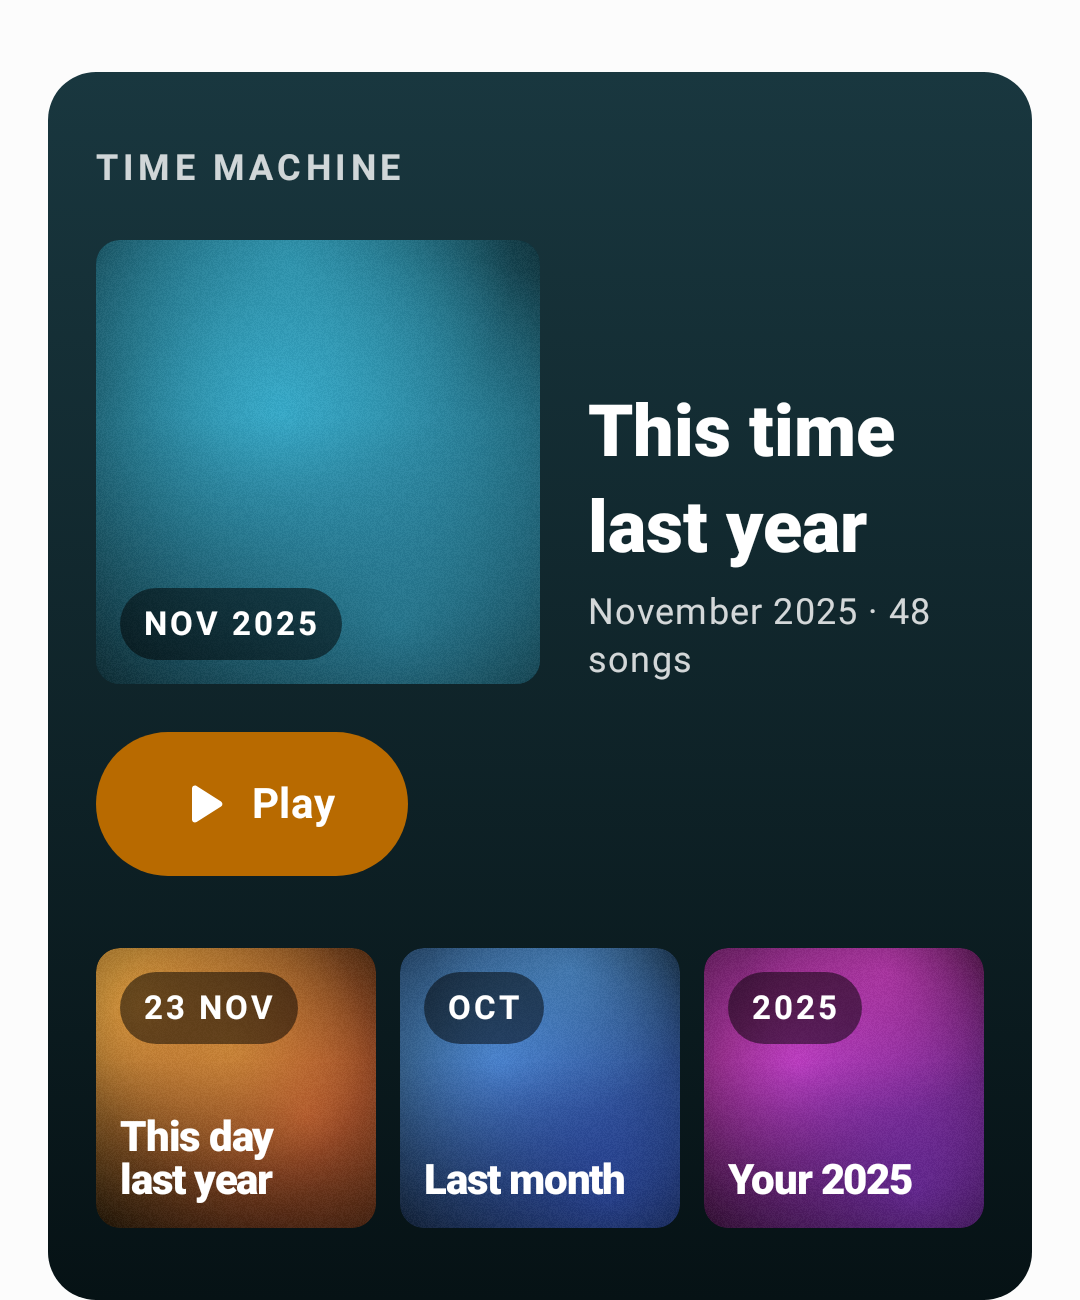 TIME MACHINE
NOV 2025
This time
last year
November 2025 · 48
songs
Play
23 NOV
This day
last year
OCT
Last month
2025
Your 2025